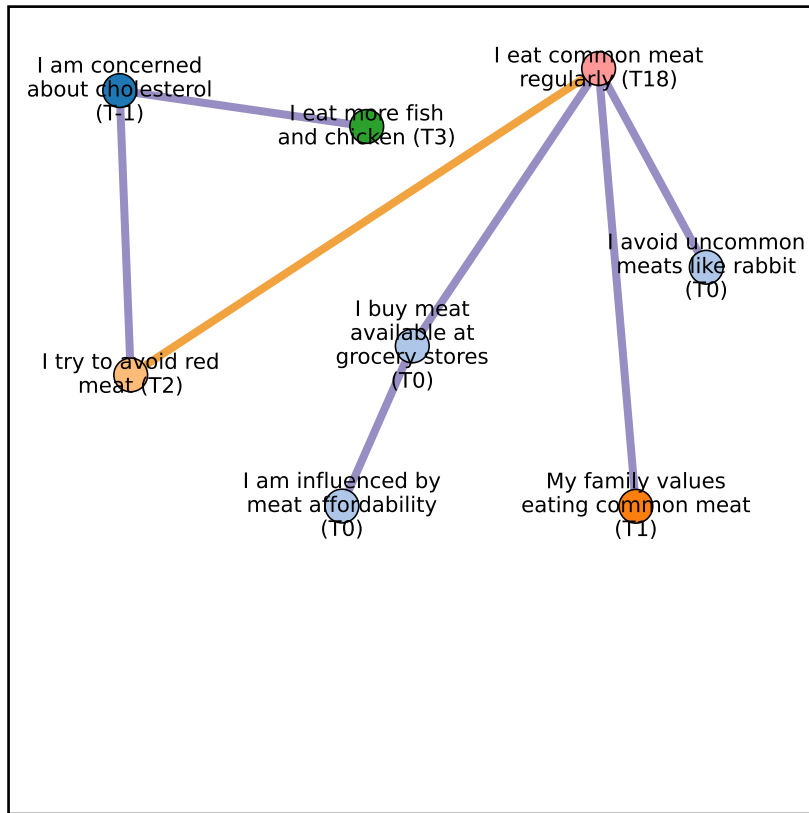 I am concerned
about cholesterol
(T-1)
I eat common meat
regularly (T18)
I eat more fish
and chicken (T3)
I avoid uncommon
meats like rabbit
(T0)
I buy meat
available at
grocery stores
(T0)
I try to avoid red
meat (T2)
I am influenced by
meat affordability
(T0)
My family values
eating common meat
(T1)